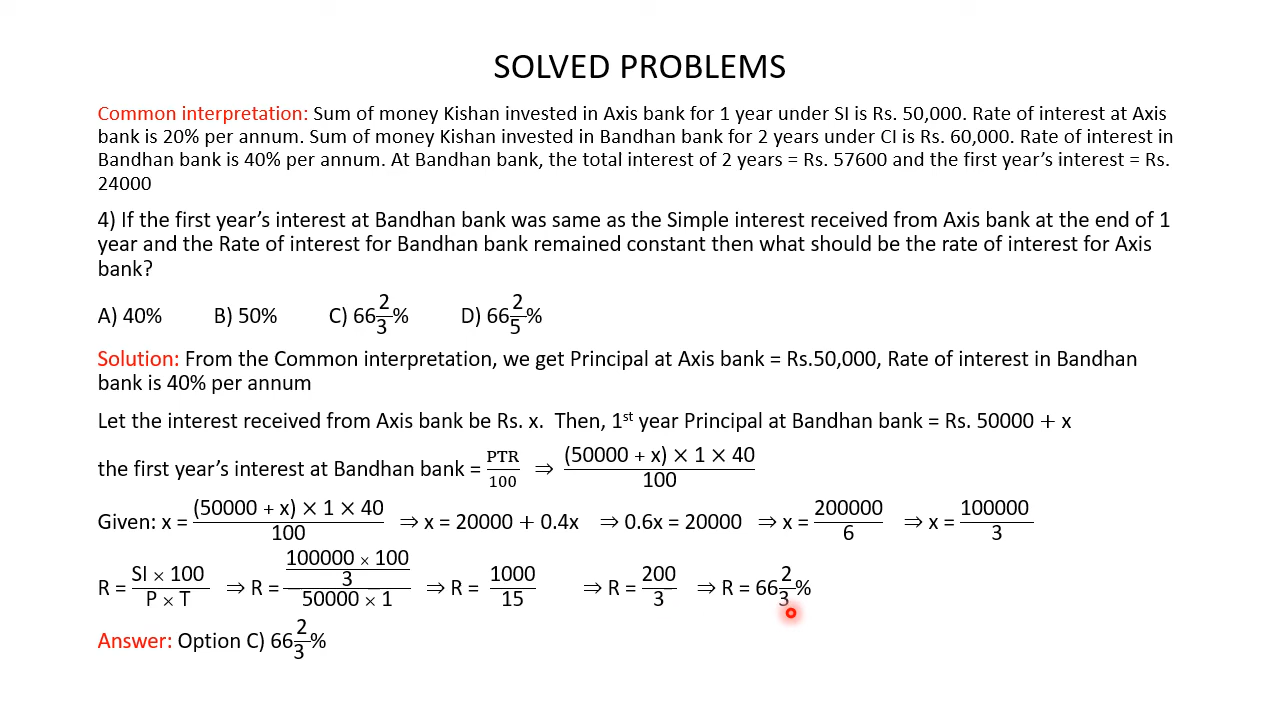 SOLVED PROBLEMS
Common interpretation: Sum of money Kishan invested in Axis bank for 1 year under SI is Rs. 50,000. Rate of interest at Axis
bank is 20% per annum. Sum of money Kishan invested in Bandhan bank for 2 years under CI is Rs. 60,000. Rate of interest in
Bandhan bank is 40% per annum. At Bandhan bank, the total interest of 2 years = Rs. 57600 and the first year's interest = Rs.
24000
4) If the first year's interest at Bandhan bank was same as the Simple interest received from Axis bank at the end of 1
year and the Rate of interest for Bandhan bank remained constant then what should be the rate of interest for Axis
bank?
A) 40% B) 50% C) 66 2/3% D) 66 2/5%
Solution: From the Common interpretation, we get Principal at Axis bank = Rs.50,000, Rate of interest in Bandhan
bank is 40% per annum
Let the interest received from Axis bank be Rs. x. Then, 1st year Principal at Bandhan bank = Rs. 50000 + x
the first year's interest at Bandhan bank = PTR/100 ⇒ (50000 + x) × 1 × 40/100
Given: x = (50000 + x) × 1 × 40/100 ⇒ x = 20000 + 0.4x ⇒ 0.6x = 20000 ⇒ x = 200000/6 ⇒ x = 100000/3
R = SI × 100/P × T ⇒ R = 100000 × 100/3/50000 × 1 ⇒ R = 1000/15 ⇒ R = 200/3 ⇒ R = 66 2/3%
Answer: Option C) 66 2/3%